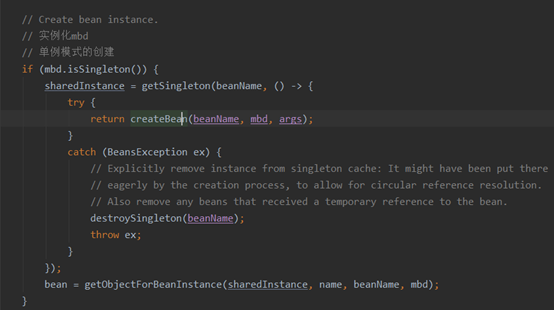 // Create bean instance.
// 实例化mbd
// 单例模式的创建
if (mbd.isSingleton()) {
sharedInstance = getSingleton(beanName, () -> {
try {
return createBean(beanName, mbd, args);
}
catch (BeansException ex) {
// Explicitly remove instance from singleton cache: It might have been put there
// eagerly by the creation process, to allow for circular reference resolution.
// Also remove any beans that received a temporary reference to the bean.
destroySingleton(beanName);
throw ex;
}
});
bean = getObjectForBeanInstance(sharedInstance, name, beanName, mbd);
}